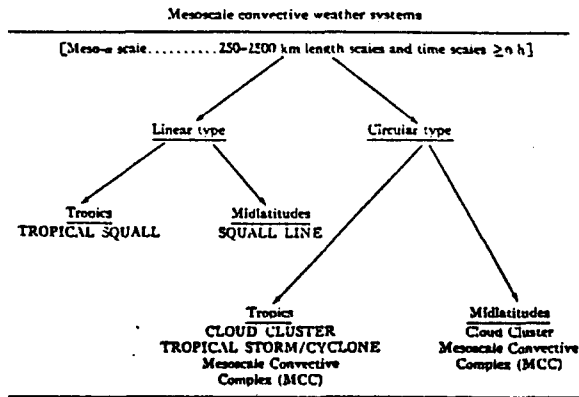 Mesoscale convective weather systems
[Meso-α scale..........250-2500 km length scales and time scales ≥6 h]
Linear type
Circular type
Tropics
TROPICAL SQUALL
Midlatitudes
SQUALL LINE
Tropics
CLOUD CLUSTER
TROPICAL STORM/CYCLONE
Mesoscale Convective
Complex (MCC)
Midlatitudes
Cloud Cluster
Mesoscale Convective
Complex (MCC)